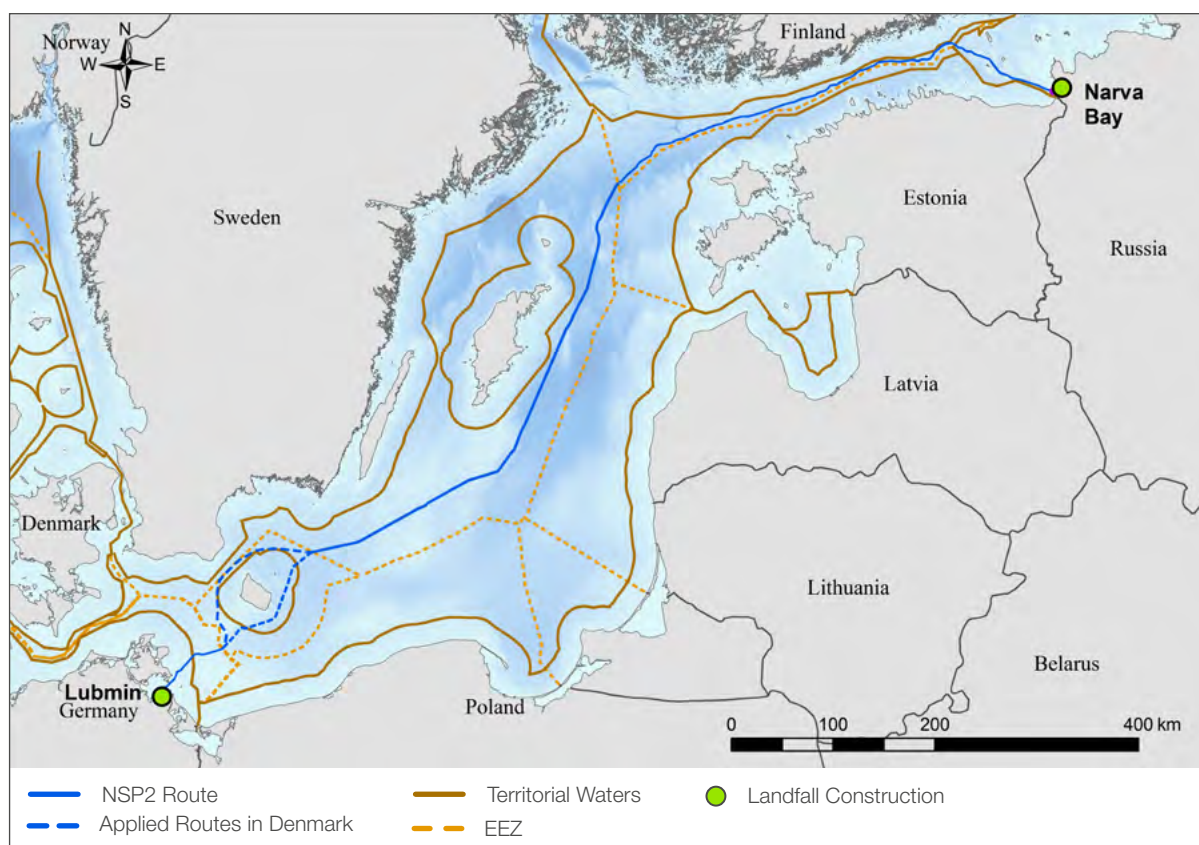 Norway
N
W
E
S
Finland
Narva
Bay
Sweden
Estonia
Russia
Latvia
Denmark
Lithuania
Belarus
Lubmin
Germany
Poland
0
100
200
400 km
NSP2 Route
Territorial Waters
Landfall Construction
Applied Routes in Denmark
EEZ